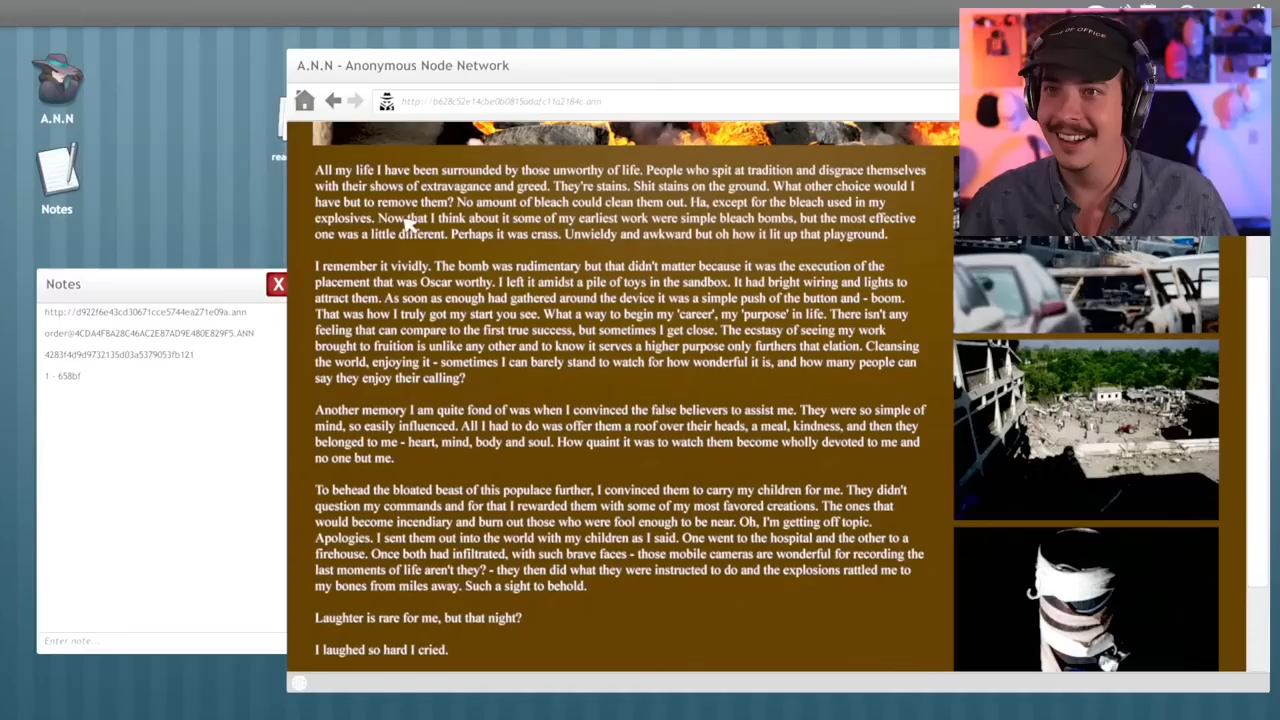 A.N.N - Anonymous Node Network
http://b628c52e14cbe0b0815adafc11a2184c.ann
A.N.N
Notes
Notes
X
http://d922f6e43cd30671cce5744ea271e09a.ann
order@4CDA4F8A28C46AC2E87AD9E480E829F5.ANN
4283f4d9d9732135d03a5379053fb121
1 - 658bf
Enter note...
All my life I have been surrounded by those unworthy of life. People who spit at tradition and disgrace themselves
with their shows of extravagance and greed. They're stains. Shit stains on the ground. What other choice would I
have but to remove them? No amount of bleach could clean them out. Ha, except for the bleach used in my
explosives. Now that I think about it some of my earliest work were simple bleach bombs, but the most effective
one was a little different. Perhaps it was crass. Unwieldy and awkward but oh how it lit up that playground.
I remember it vividly. The bomb was rudimentary but that didn't matter because it was the execution of the
placement that was Oscar worthy. I left it amidst a pile of toys in the sandbox. It had bright wiring and lights to
attract them. As soon as enough had gathered around the device it was a simple push of the button and - boom.
That was how I truly got my start you see. What a way to begin my 'career', my 'purpose' in life. There isn't any
feeling that can compare to the first true success, but sometimes I get close. The ecstasy of seeing my work
brought to fruition is unlike any other and to know it serves a higher purpose only furthers that elation. Cleansing
the world, enjoying it - sometimes I can barely stand to watch for how wonderful it is, and how many people can
say they enjoy their calling?
Another memory I am quite fond of was when I convinced the false believers to assist me. They were so simple of
mind, so easily influenced. All I had to do was offer them a roof over their heads, a meal, kindness, and then they
belonged to me - heart, mind, body and soul. How quaint it was to watch them become wholly devoted to me and
no one but me.
To behead the bloated beast of this populace further, I convinced them to carry my children for me. They didn't
question my commands and for that I rewarded them with some of my most favored creations. The ones that
would become incendiary and burn out those who were fool enough to be near. Oh, I'm getting off topic.
Apologies. I sent them out into the world with my children as I said. One went to the hospital and the other to a
firehouse. Once both had infiltrated, with such brave faces - those mobile cameras are wonderful for recording the
last moments of life aren't they? - they then did what they were instructed to do and the explosions rattled me to
my bones from miles away. Such a sight to behold.
Laughter is rare for me, but that night?
I laughed so hard I cried.